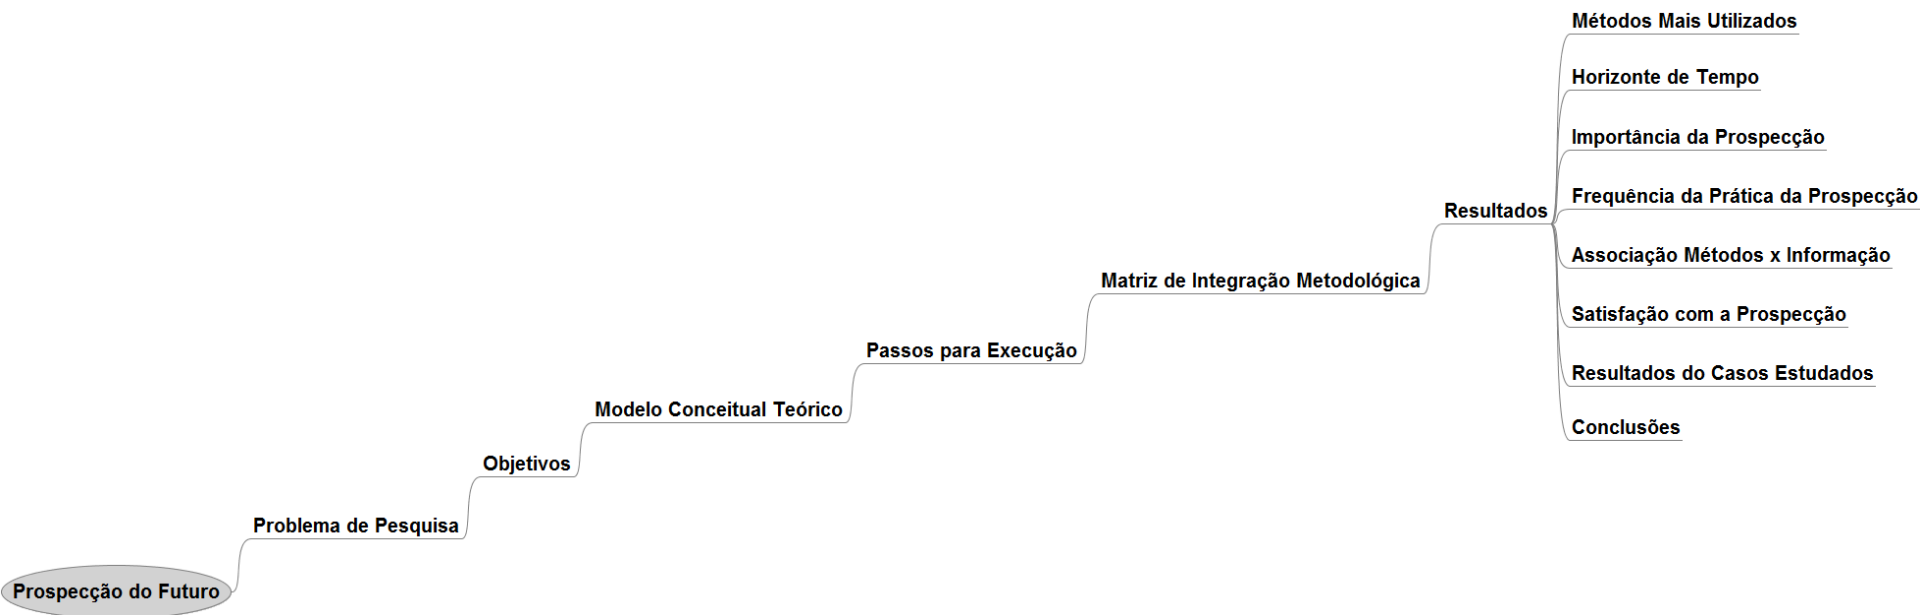 Prospecção do Futuro
Problema de Pesquisa
Objetivos
Modelo Conceitual Teórico
Passos para Execução
Matriz de Integração Metodológica
Resultados
Métodos Mais Utilizados
Horizonte de Tempo
Importância da Prospecção
Frequência da Prática da Prospecção
Associação Métodos x Informação
Satisfação com a Prospecção
Resultados do Casos Estudados
Conclusões